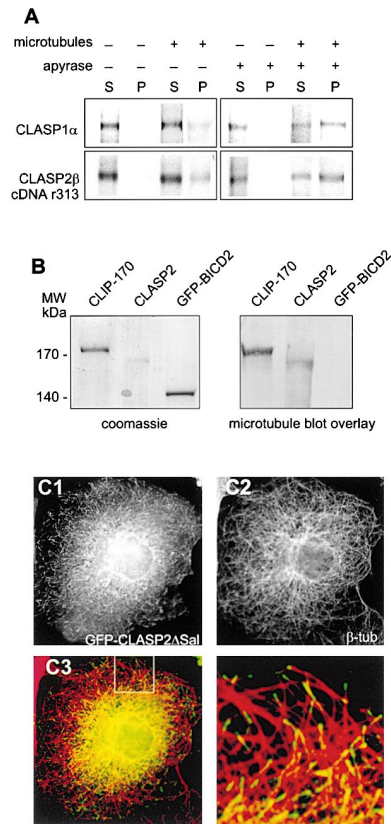 A
microtubules – – + + – – + +
apyrase – – – – + + + +
S P S P S P S P
CLASP1α
CLASP2β
cDNA r313
B
MW
kDa
CLIP-170 CLASP2 GFP-BICD2 CLIP-170 CLASP2 GFP-BICD2
170 -
140 -
coomassie microtubule blot overlay
C1 C2
GFP-CLASP2ΔSal β-tub
C3